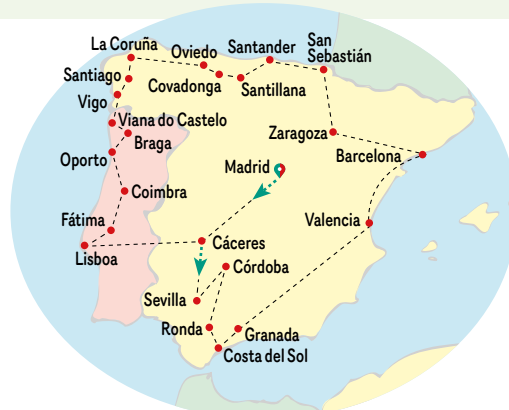 La Coruña
Oviedo
Santander
San
Sebastián
Santiago
Covadonga
Santillana
Vigo
Viana do Castelo
Braga
Zaragoza
Barcelona
Oporto
Madrid
Coimbra
Fátima
Valencia
Cáceres
Lisboa
Córdoba
Sevilla
Ronda
Granada
Costa del Sol